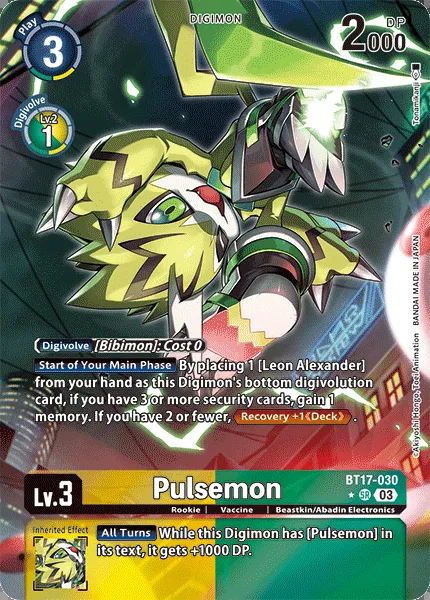 DIGIMON
Play
3
DP
2000
Digivolve
Lv.2
1
Tonamikanji
Digivolve [Bibimon]: Cost 0
Start of Your Main Phase By placing 1 [Leon Alexander]
from your hand as this Digimon's bottom digivolution
card, if you have 3 or more security cards, gain 1
memory. If you have 2 or fewer, Recovery +1《Deck》.
©Akiyoshi Hongo, Toei Animation BANDAI MADE IN JAPAN
Lv.3
Pulsemon
BT17-030
SR 03
Rookie | Vaccine | Beastkin/Abadin Electronics
Inherited Effect
All Turns While this Digimon has [Pulsemon] in
its text, it gets +1000 DP.